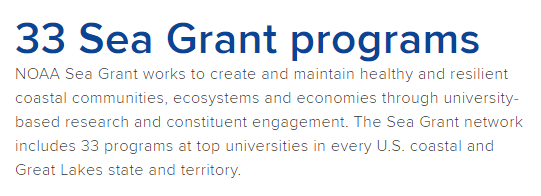 33 Sea Grant programs
NOAA Sea Grant works to create and maintain healthy and resilient
coastal communities, ecosystems and economies through university-
based research and constituent engagement. The Sea Grant network
includes 33 programs at top universities in every U.S. coastal and
Great Lakes state and territory.